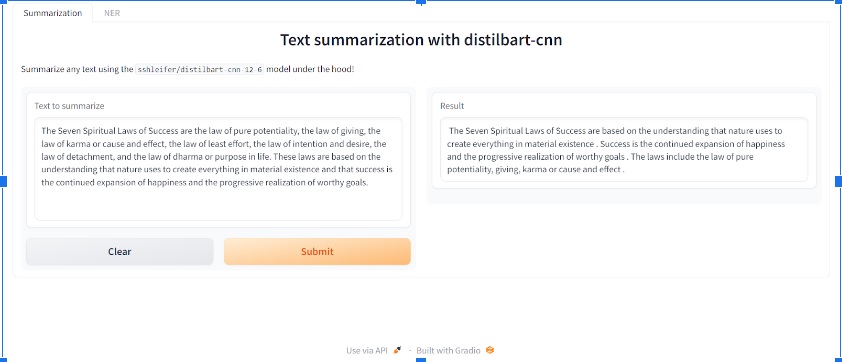 Summarization NER
Text summarization with distilbart-cnn
Summarize any text using the sshleifer/distilbart-cnn-12-6 model under the hood!
Text to summarize
The Seven Spiritual Laws of Success are the law of pure potentiality, the law of giving, the
law of karma or cause and effect, the law of least effort, the law of intention and desire, the
law of detachment, and the law of dharma or purpose in life. These laws are based on the
understanding that nature uses to create everything in material existence and that success is
the continued expansion of happiness and the progressive realization of worthy goals.
Clear Submit
Result
The Seven Spiritual Laws of Success are based on the understanding that nature uses to
create everything in material existence . Success is the continued expansion of happiness
and the progressive realization of worthy goals . The laws include the law of pure
potentiality, giving, karma or cause and effect .
Use via API · Built with Gradio